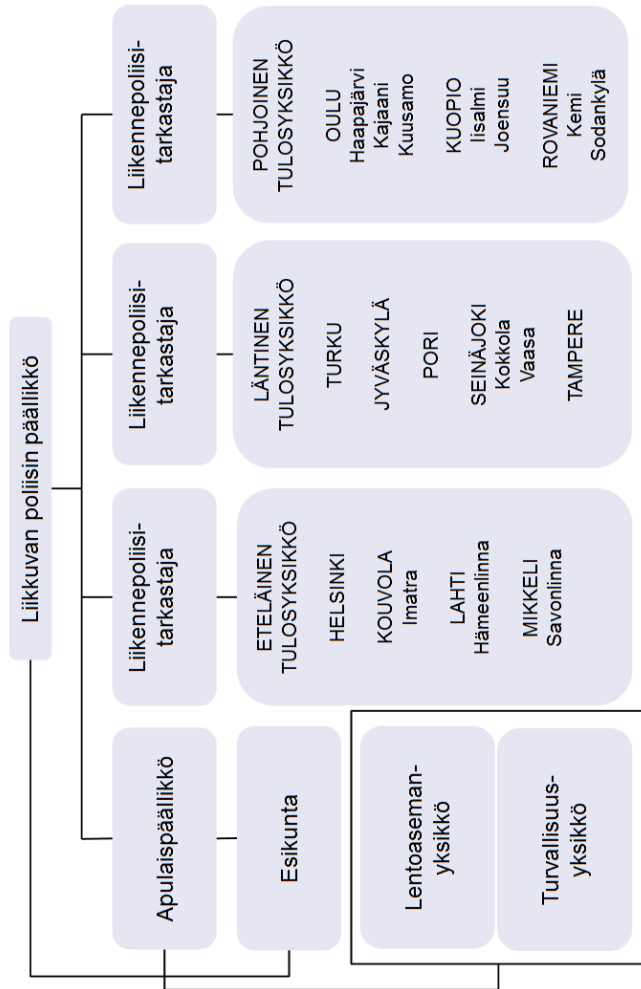 Liikkuvan poliisin päällikkö
Apulaispäällikkö
Esikunta
Lentoaseman-
yksikkö
Turvallisuus-
yksikkö
Liikennepoliisi-
tarkastaja
ETELÄINEN
TULOSYKSIKKÖ
HELSINKI
KOUVOLA
Imatra
LAHTI
Hämeenlinna
MIKKELI
Savonlinna
Liikennepoliisi-
tarkastaja
LÄNTINEN
TULOSYKSIKKÖ
TURKU
JYVÄSKYLÄ
PORI
SEINÄJOKI
Kokkola
Vaasa
TAMPERE
Liikennepoliisi-
tarkastaja
POHJOINEN
TULOSYKSIKKÖ
OULU
Haapajärvi
Kajaani
Kuusamo
KUOPIO
Iisalmi
Joensuu
ROVANIEMI
Kemi
Sodankylä